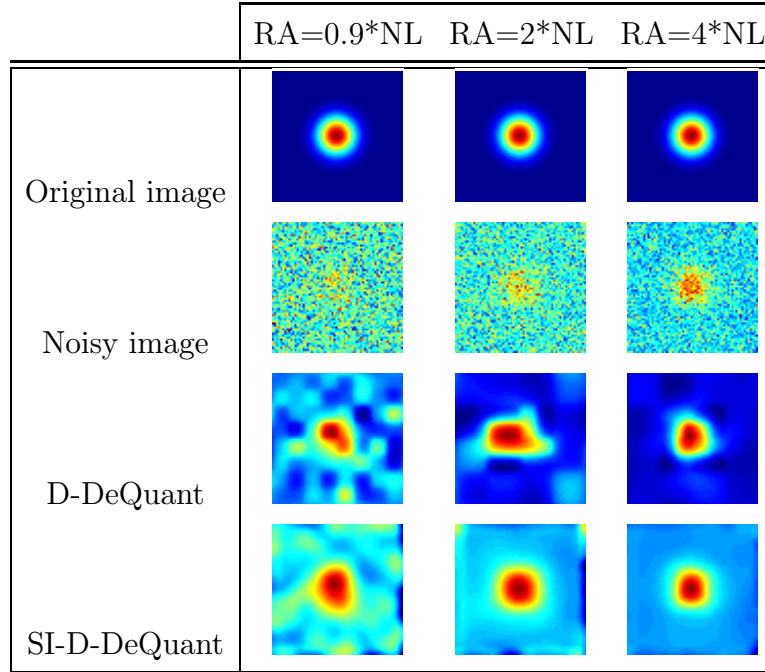 RA=0.9*NL RA=2*NL RA=4*NL
Original image
Noisy image
D-DeQuant
SI-D-DeQuant